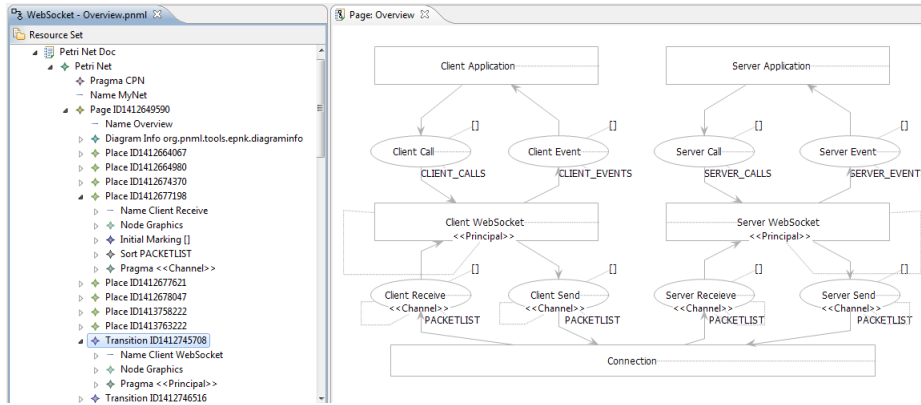 WebSocket - Overview.pnml
Resource Set
Petri Net Doc
Petri Net
Pragma CPN
Name MyNet
Page ID1412649590
Name Overview
Diagram Info org.pnml.tools.epnk.diagraminfo
Place ID1412664067
Place ID1412664980
Place ID1412674370
Place ID1412677198
Name Client Receive
Node Graphics
Initial Marking []
Sort PACKETLIST
Pragma <<Channel>>
Place ID1412677621
Place ID1412678047
Place ID1413758222
Place ID1413763222
Transition ID1412745708
Name Client WebSocket
Node Graphics
Pragma <<Principal>>
Transition ID1412746516
Page: Overview
Client Application
Server Application
[]
[]
[]
[]
Client Call
Client Event
Server Call
Server Event
CLIENT_CALLS
CLIENT_EVENTS
SERVER_CALLS
SERVER_EVENT
Client WebSocket
<<Principal>>
Server WebSocket
<<Principal>>
[]
[]
[]
[]
Client Receive
<<Channel>>
Client Send
<<Channel>>
Server Receieve
<<Channel>>
Server Send
<<Channel>>
PACKETLIST
PACKETLIST
PACKETLIST
PACKETLIST
Connection